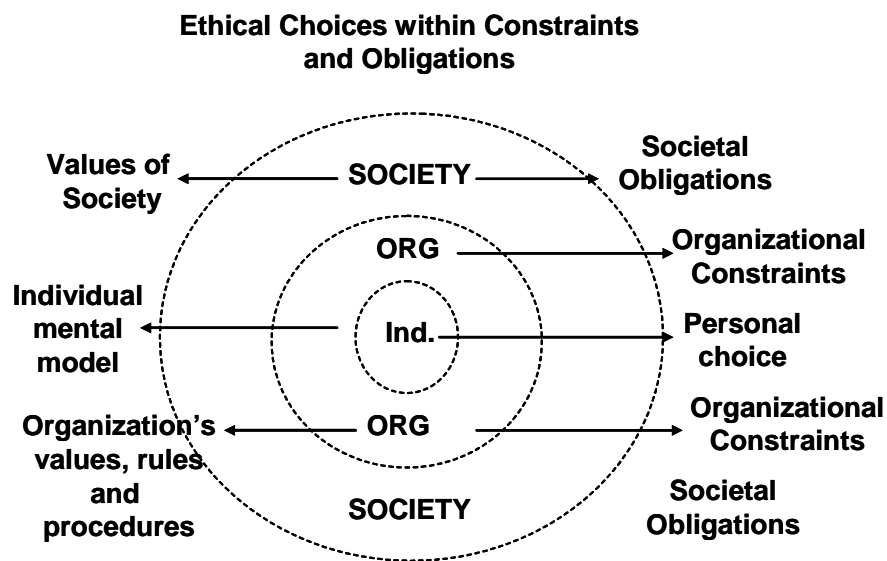 Ethical Choices within Constraints
and Obligations
Values of
Society
SOCIETY
Societal
Obligations
ORG
Organizational
Constraints
Individual
mental
model
Ind.
Personal
choice
Organization's
values, rules
and
procedures
ORG
Organizational
Constraints
SOCIETY
Societal
Obligations